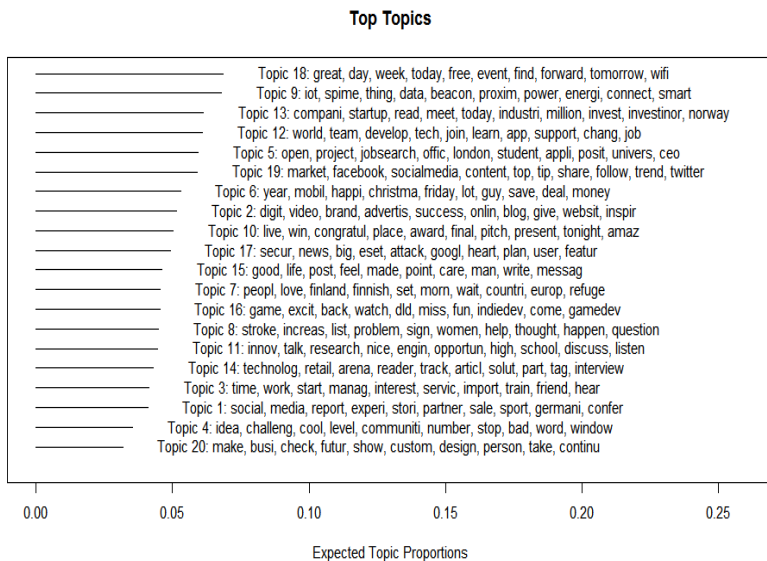 Top Topics
Topic 18: great, day, week, today, free, event, find, forward, tomorrow, wifi
Topic 9: iot, spime, thing, data, beacon, proxim, power, energi, connect, smart
Topic 13: compani, startup, read, meet, today, industri, million, invest, investinor, norway
Topic 12: world, team, develop, tech, join, learn, app, support, chang, job
Topic 5: open, project, jobsearch, offic, london, student, appli, posit, univers, ceo
Topic 19: market, facebook, socialmedia, content, top, tip, share, follow, trend, twitter
Topic 6: year, mobil, happi, christma, friday, lot, guy, save, deal, money
Topic 2: digit, video, brand, advertis, success, onlin, blog, give, websit, inspir
Topic 10: live, win, congratul, place, award, final, pitch, present, tonight, amaz
Topic 17: secur, news, big, eset, attack, googl, heart, plan, user, featur
Topic 15: good, life, post, feel, made, point, care, man, write, messag
Topic 7: peopl, love, finland, finnish, set, morn, wait, countri, europ, refuge
Topic 16: game, excit, back, watch, dld, miss, fun, indiedev, come, gamedev
Topic 8: stroke, increas, list, problem, sign, women, help, thought, happen, question
Topic 11: innov, talk, research, nice, engin, opportun, high, school, discuss, listen
Topic 14: technolog, retail, arena, reader, track, articl, solut, part, tag, interview
Topic 3: time, work, start, manag, interest, servic, import, train, friend, hear
Topic 1: social, media, report, experi, stori, partner, sale, sport, germani, confer
Topic 4: idea, challeng, cool, level, communiti, number, stop, bad, word, window
Topic 20: make, busi, check, futur, show, custom, design, person, take, continu
0.00 0.05 0.10 0.15 0.20 0.25
Expected Topic Proportions